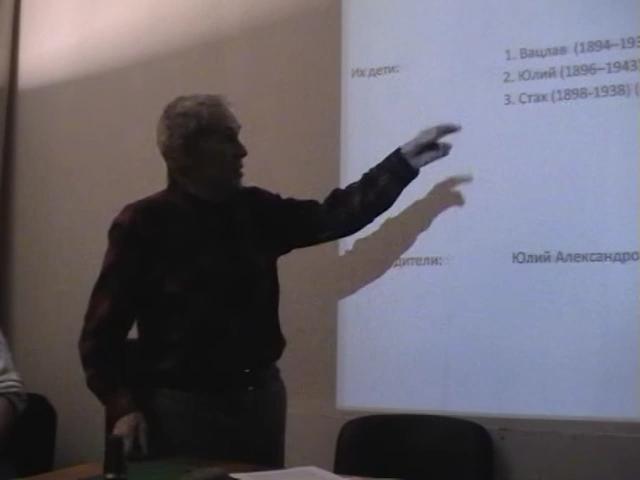 Их дети:
1. Вацлав (1894–193
2. Юлий (1896–1943)
3. Стах (1898-1938) (
дители:
Юлий Александро